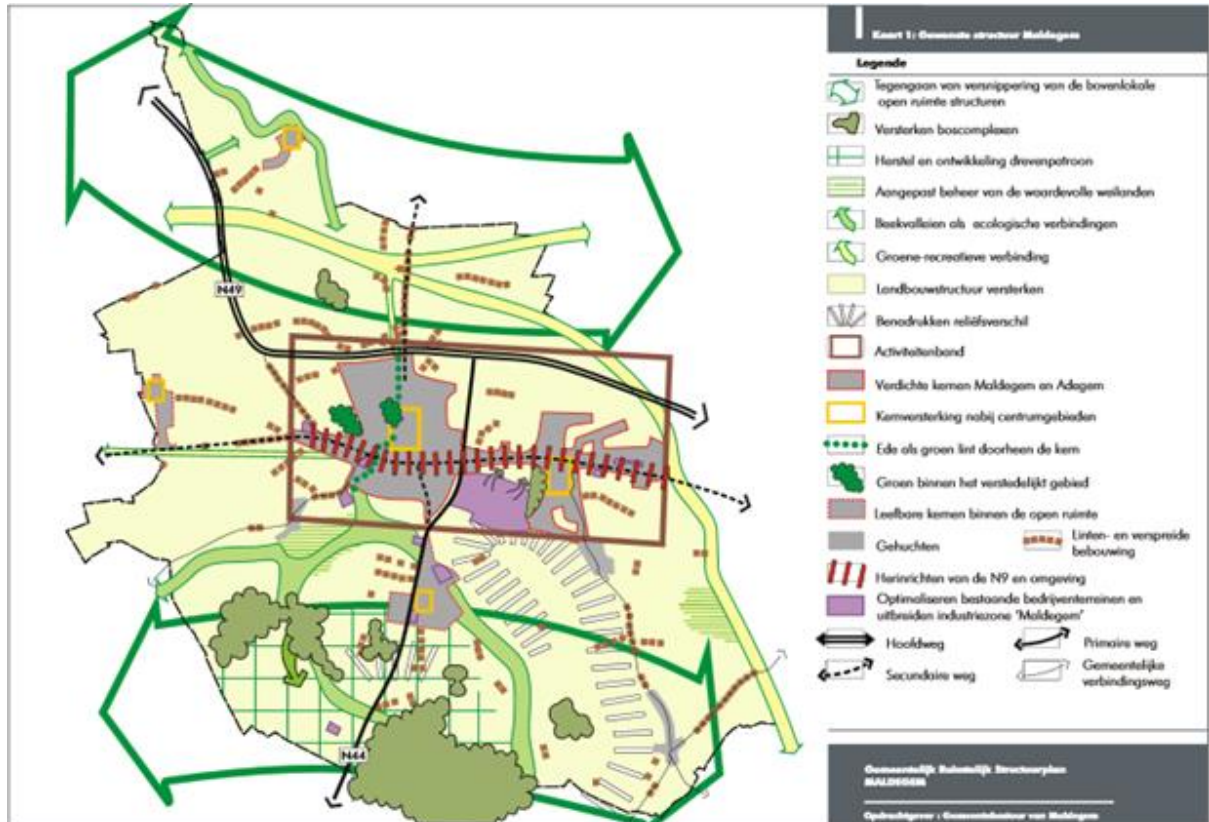 Kaart 1: Gewenste structuur Maldegem
Legende
Tegengaan van versnippering van de bovenlokale
open ruimte structuren
Versterken boscomplexen
Herstel en ontwikkeling drevenpatroon
Aangepast beheer van de waardevolle weilanden
Beekvalleien als ecologische verbindingen
Groene-recreatieve verbinding
Landbouwstructuur versterken
Benadrukken reliëfsverschil
Activiteitenband
Verdichte kernen Maldegem en Adegem
Kernversterking nabij centrumgebieden
Ede als groen lint doorheen de kern
Groen binnen het verstedelijkt gebied
Leefbare kernen binnen de open ruimte
Gehuchten
Linten- en verspreide
bebouwing
Herinrichten van de N9 en omgeving
Optimaliseren bestaande bedrijventerreinen en
uitbreiden industriezone 'Maldegem'
Hoofdweg
Primaire weg
Secundaire weg
Gemeentelijke
verbindingsweg
Gemeentelijk Ruimtelijk Structuurplan
MALDEGEM
Opdrachtgever : Gemeentebestuur van Maldegem
N49
N44